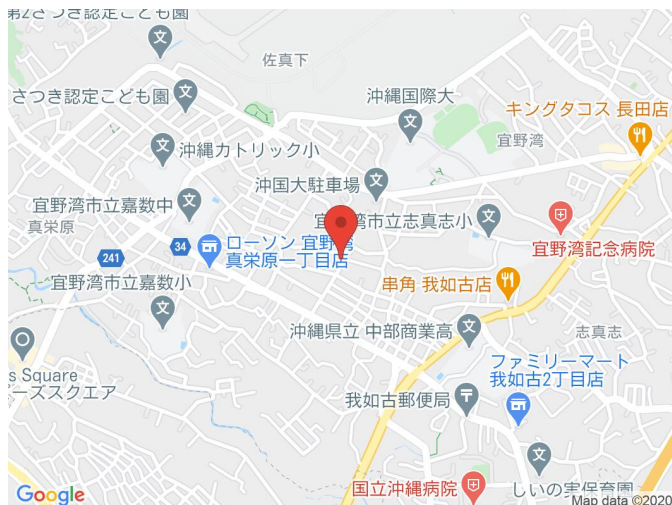 第2さつき認定こども園
佐真下
さつき認定こども園
沖縄国際大
キングタコス 長田店
宜野湾
沖縄カトリック小
沖国大駐車場
宜野湾市立嘉数中
真栄原
宜野湾市立志真志小
宜野湾記念病院
34
241
ローソン 宜野湾
真栄原一丁目店
宜野湾市立嘉数小
串角 我如古店
沖縄県立 中部商業高
志真志
s Square
ーズスクエア
ファミリーマート
我如古2丁目店
我如古郵便局
国立沖縄病院
しいの実保育園
Google
Map data ©2020